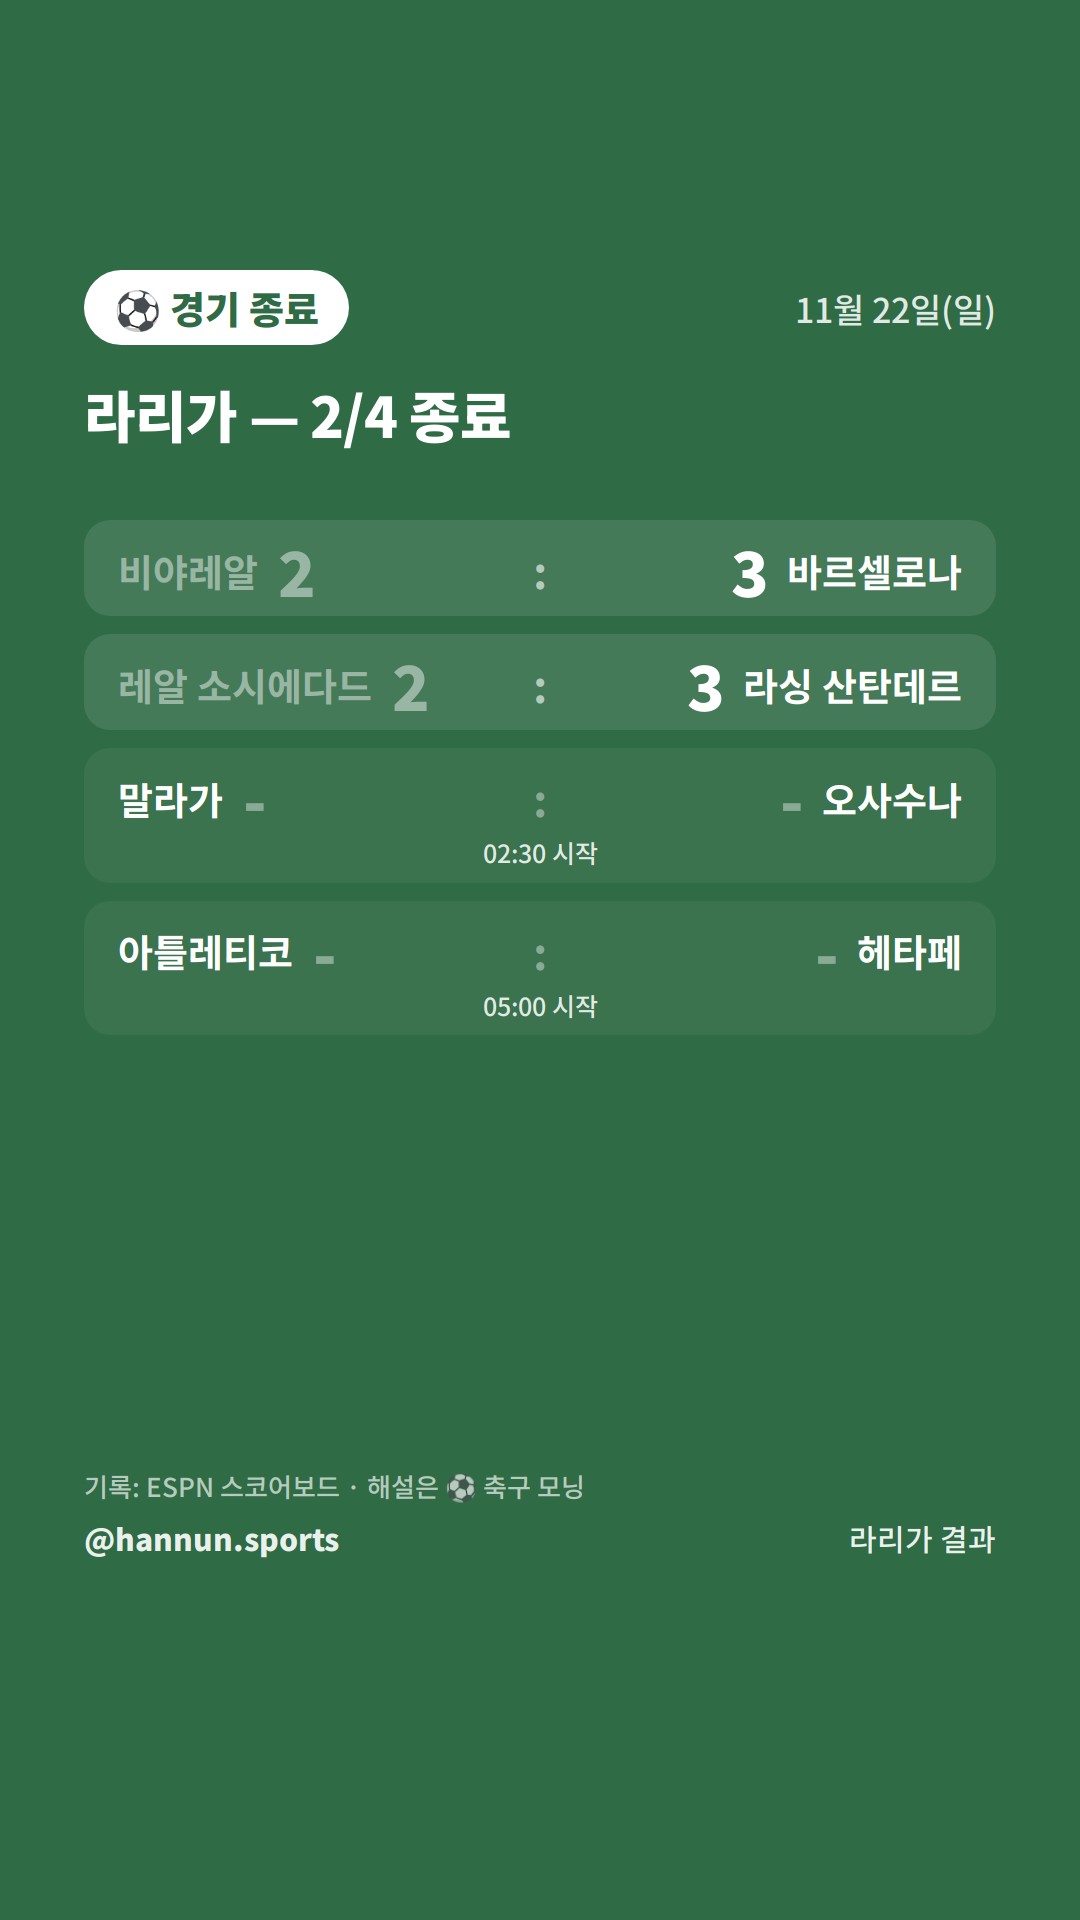 ⚽ 경기 종료
11월 22일(일)
라리가 — 2/4 종료
비야레알 2 : 3 바르셀로나
레알 소시에다드 2 : 3 라싱 산탄데르
말라가 - : - 오사수나
02:30 시작
아틀레티코 - : - 헤타페
05:00 시작
기록: ESPN 스코어보드 · 해설은 ⚽ 축구 모닝
@hannun.sports
라리가 결과